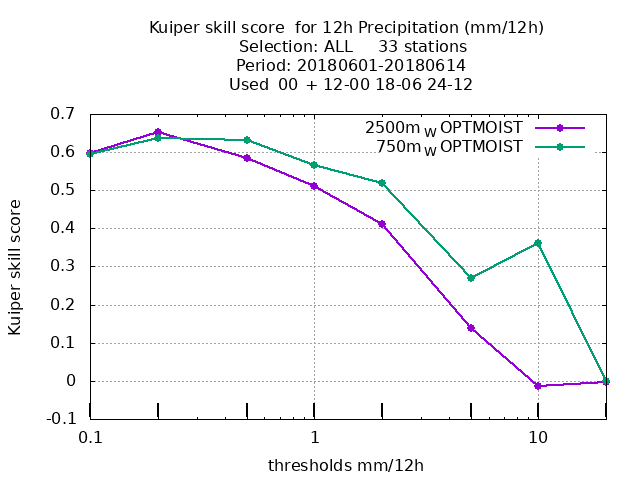 Kuiper skill score  for 12h Precipitation (mm/12h)
Selection: ALL     33 stations
Period: 20180601-20180614
Used  00 + 12-00 18-06 24-12
2500m_W OPTMOIST
750m_W OPTMOIST
Kuiper skill score
0.7
0.6
0.5
0.4
0.3
0.2
0.1
0
-0.1
0.1 1 10
thresholds mm/12h